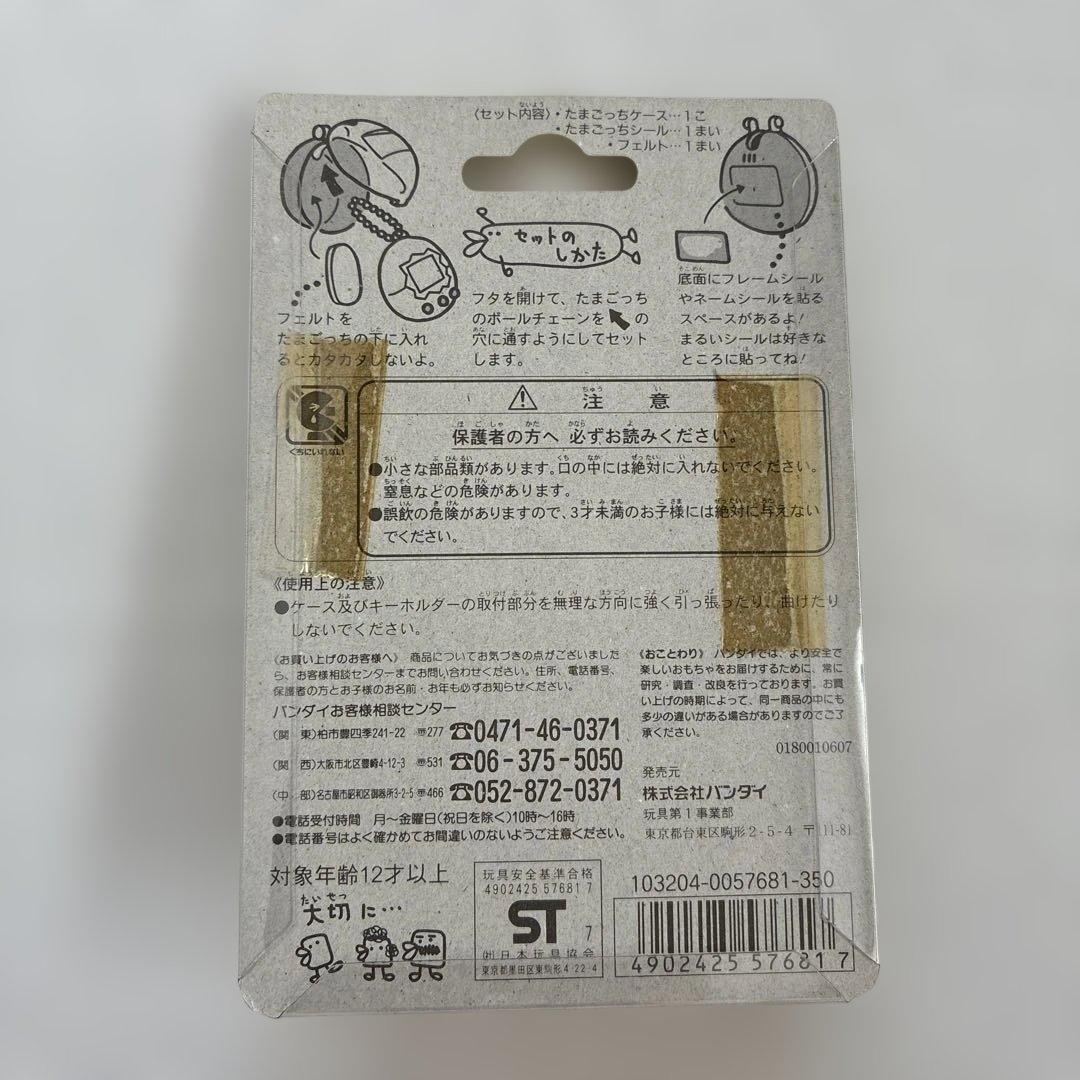 〈セット内容〉・たまごっちケース…1こ
・たまごっちシール…1まい
・フェルト…1まい
セットの
しかた
フェルトを
たまごっちの下に入れ
るとカタカタしないよ。
フタを開けて、たまごっち
のボールチェーンを の
穴に通すようにしてセット
します。
底面にフレームシール
やネームシールを貼る
スペースがあるよ!
まるいシールは好きな
ところに貼ってね!
くちにいれない
注意
保護者の方へ 必ずお読みください。
●小さな部品類があります。口の中には絶対に入れないでください。
窒息などの危険があります。
●誤飲の危険がありますので、3才未満のお子様には絶対に与えない
でください。
《使用上の注意》
●ケース及びキーホルダーの取付部分を無理な方向に強く引っ張ったり、曲げたり
しないでください。
《お買い上げのお客様へ》 商品についてお気づきの点がございました
ら、お客様相談センターまでお問い合わせください。住所、電話番号、
保護者の方とお子様のお名前・お年も必ずお知らせください。
バンダイお客様相談センター
(関 東)柏市豊四季241-22 〒277 ☎0471-46-0371
(関 西)大阪市北区豊崎4-12-3 〒531 ☎06-375-5050
(中 部)名古屋市昭和区御器所3-2-5 〒466 ☎052-872-0371
●電話受付時間 月〜金曜日(祝日を除く)10時〜16時
●電話番号はよく確かめてお間違いのないようご注意ください。
《おことわり》 バンダイでは、より安全で
楽しいおもちゃをお届けするために、常に
研究・調査・改良を行っております。お買
い上げの時期によって、同一商品の中にも
多少の違いがある場合がありますのでご了
承ください。
0180010607
発売元
株式会社バンダイ
玩具第1事業部
東京都台東区駒形2-5-4 〒111-81
対象年齢12才以上
大切に…
玩具安全基準合格
4902425 57681 7
ST 7
(社)日本玩具協会
東京都墨田区東駒形4-22-4
103204-0057681-350
4902425 576817